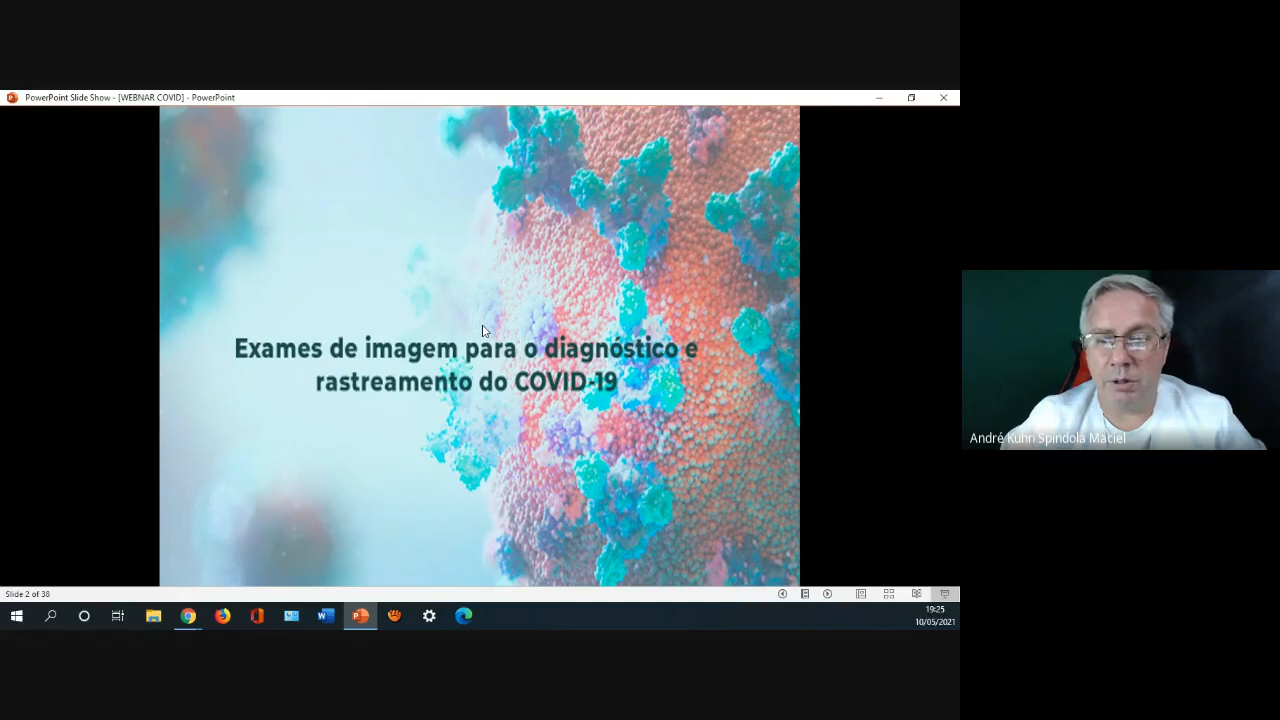 PowerPoint Slide Show - [WEBNAR COVID] - PowerPoint
Exames de imagem para o diagnóstico e
rastreamento do COVID-19
André Kuhn Spindola Maciel
Slide 2 of 38
19:25
10/05/2021